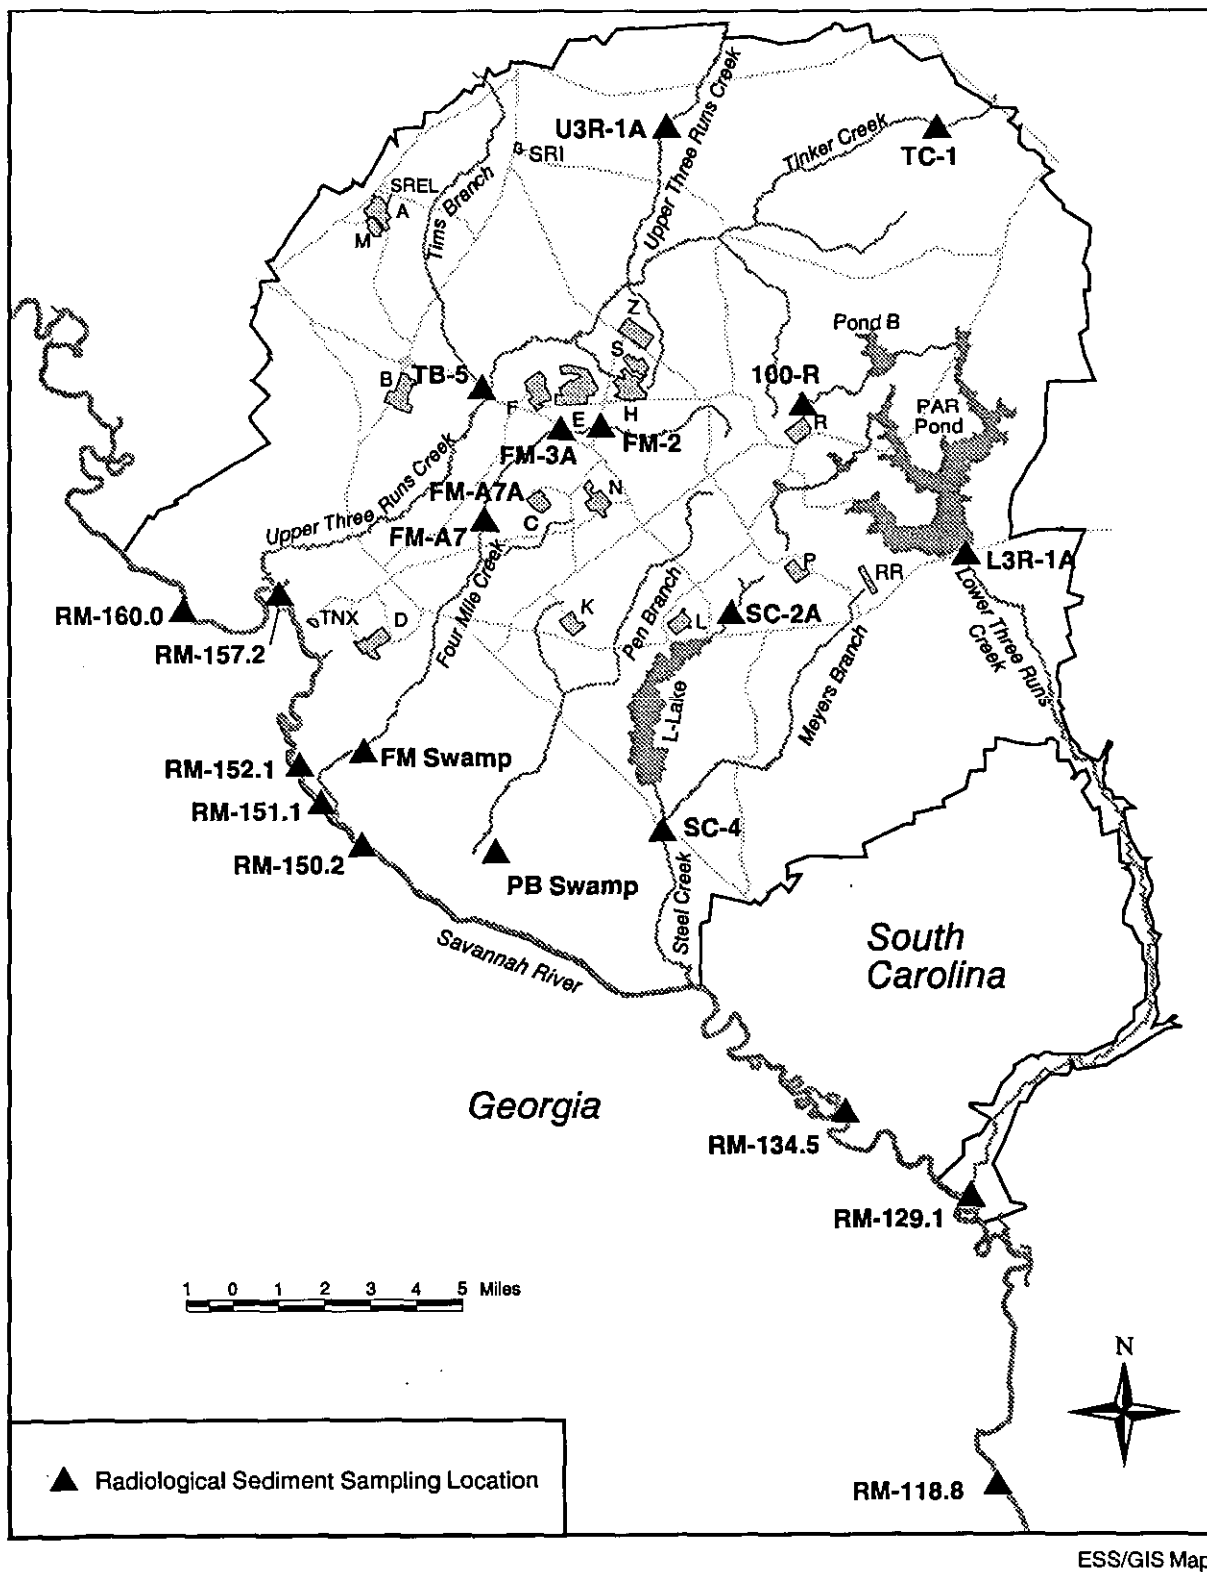 U3R-1A
Upper Three Runs Creek
Tinker Creek
TC-1
SRI
SREL
A
M
Tims Branch
Z
Pond B
S
B
TB-5
100-R
F
E
H
R
PAR
Pond
FM-3A
FM-2
Upper Three Runs Creek
FM-A7A
N
C
FM-A7
L3R-1A
P
RR
RM-160.0
TNX
D
Four Mile Creek
K
Pen Branch
L
SC-2A
Lower Three Runs
Creek
RM-157.2
Meyers Branch
L-Lake
FM Swamp
RM-152.1
RM-151.1
SC-4
RM-150.2
PB Swamp
Steel Creek
Savannah River
South
Carolina
Georgia
RM-134.5
RM-129.1
1 0 1 2 3 4 5 Miles
N
Radiological Sediment Sampling Location
RM-118.8
ESS/GIS Map